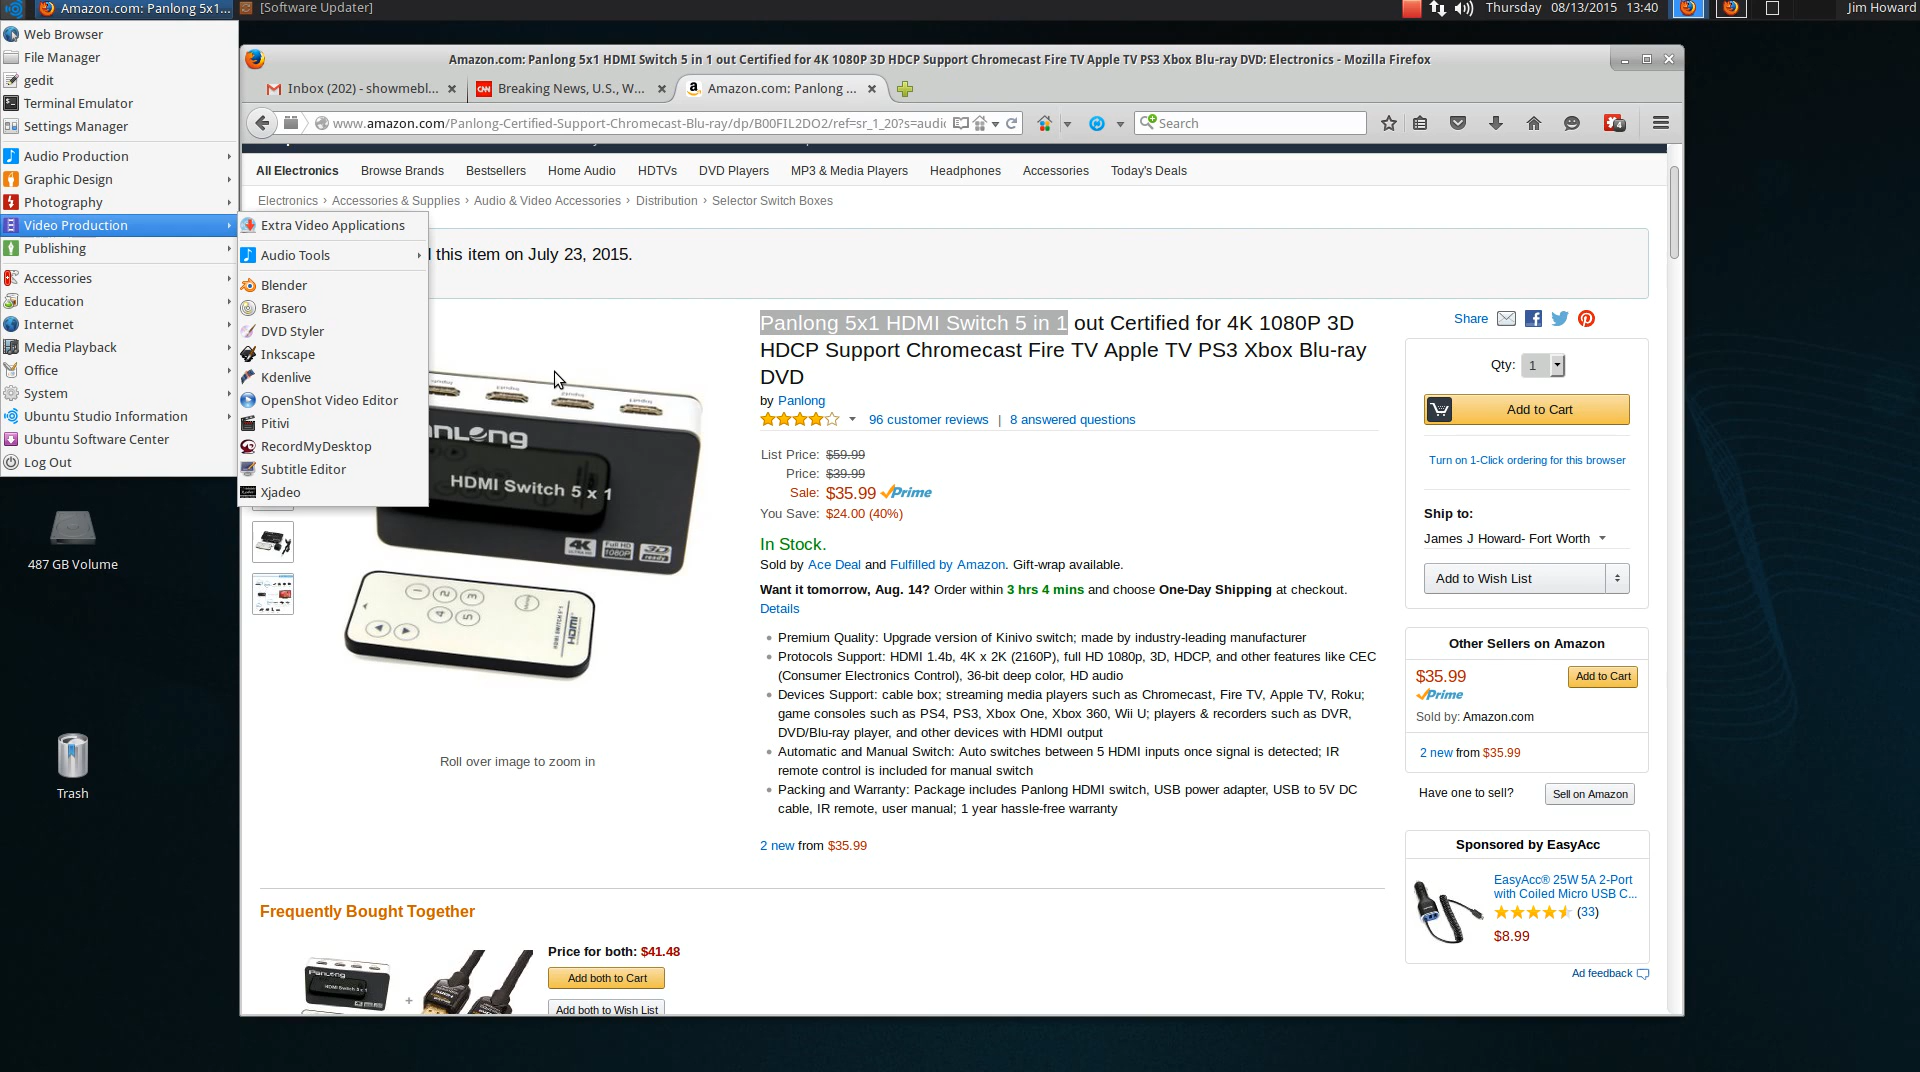 Amazon.com: Panlong 5x1...
[Software Updater]
Thursday 08/13/2015 13:40
Jim Howard
Web Browser
File Manager
gedit
Terminal Emulator
Settings Manager
Audio Production
Graphic Design
Photography
Video Production
Publishing
Accessories
Education
Internet
Media Playback
Office
System
Ubuntu Studio Information
Ubuntu Software Center
Log Out
Extra Video Applications
Audio Tools
Blender
Brasero
DVD Styler
Inkscape
Kdenlive
OpenShot Video Editor
Pitivi
RecordMyDesktop
Subtitle Editor
Xjadeo
487 GB Volume
Trash
Amazon.com: Panlong 5x1 HDMI Switch 5 in 1 out Certified for 4K 1080P 3D HDCP Support Chromecast Fire TV Apple TV PS3 Xbox Blu-ray DVD: Electronics - Mozilla Firefox
Inbox (202) - showmebl...
CNN Breaking News, U.S., W...
Amazon.com: Panlong ...
www.amazon.com/Panlong-Certified-Support-Chromecast-Blu-ray/dp/B00FIL2DO2/ref=sr_1_20?s=audio
Search
4
All Electronics Browse Brands Bestsellers Home Audio HDTVs DVD Players MP3 & Media Players Headphones Accessories Today's Deals
Electronics › Accessories & Supplies › Audio & Video Accessories › Distribution › Selector Switch Boxes
this item on July 23, 2015.
Panlong 5x1 HDMI Switch 5 in 1 out Certified for 4K 1080P 3D
HDCP Support Chromecast Fire TV Apple TV PS3 Xbox Blu-ray
DVD
by Panlong
96 customer reviews | 8 answered questions
List Price: $59.99
Price: $39.99
Sale: $35.99 Prime
You Save: $24.00 (40%)
In Stock.
Sold by Ace Deal and Fulfilled by Amazon. Gift-wrap available.
Want it tomorrow, Aug. 14? Order within 3 hrs 4 mins and choose One-Day Shipping at checkout.
Details
Premium Quality: Upgrade version of Kinivo switch; made by industry-leading manufacturer
Protocols Support: HDMI 1.4b, 4K x 2K (2160P), full HD 1080p, 3D, HDCP, and other features like CEC
(Consumer Electronics Control), 36-bit deep color, HD audio
Devices Support: cable box; streaming media players such as Chromecast, Fire TV, Apple TV, Roku;
game consoles such as PS4, PS3, Xbox One, Xbox 360, Wii U; players & recorders such as DVR,
DVD/Blu-ray player, and other devices with HDMI output
Automatic and Manual Switch: Auto switches between 5 HDMI inputs once signal is detected; IR
remote control is included for manual switch
Packing and Warranty: Package includes Panlong HDMI switch, USB power adapter, USB to 5V DC
cable, IR remote, user manual; 1 year hassle-free warranty
2 new from $35.99
HDMI Switch 5 x 1
4K
Full HD
1080P
3D
ready
1 2 3
4 5
HDMI
Roll over image to zoom in
Share
Qty: 1
Add to Cart
Turn on 1-Click ordering for this browser
Ship to:
James J Howard- Fort Worth
Add to Wish List
Other Sellers on Amazon
$35.99
Add to Cart
Prime
Sold by: Amazon.com
2 new from $35.99
Have one to sell?
Sell on Amazon
Sponsored by EasyAcc
EasyAcc® 25W 5A 2-Port
with Coiled Micro USB C...
(33)
$8.99
Ad feedback
Frequently Bought Together
Panlong
HDMI Switch 5 x 1
+
Price for both: $41.48
Add both to Cart
Add both to Wish List